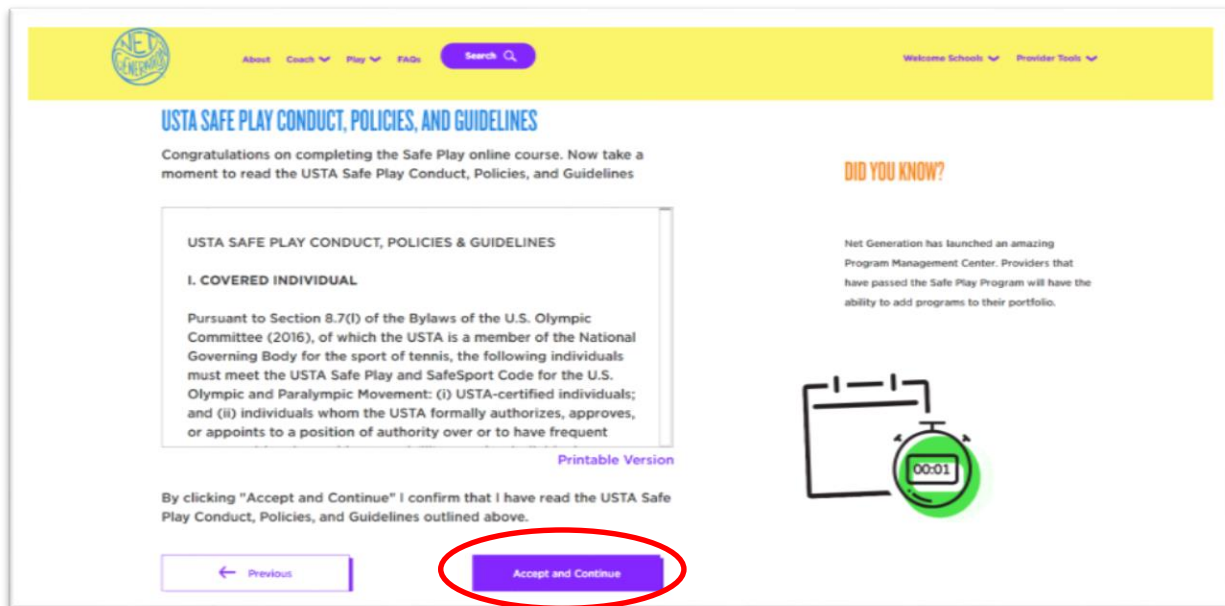 NET GENERATION
About Coach Play FAQs Search Welcome Schools Provider Tools
USTA SAFE PLAY CONDUCT, POLICIES, AND GUIDELINES
Congratulations on completing the Safe Play online course. Now take a
moment to read the USTA Safe Play Conduct, Policies, and Guidelines
USTA SAFE PLAY CONDUCT, POLICIES & GUIDELINES
I. COVERED INDIVIDUAL
Pursuant to Section 8.7(l) of the Bylaws of the U.S. Olympic
Committee (2016), of which the USTA is a member of the National
Governing Body for the sport of tennis, the following individuals
must meet the USTA Safe Play and SafeSport Code for the U.S.
Olympic and Paralympic Movement: (i) USTA-certified individuals;
and (ii) individuals whom the USTA formally authorizes, approves,
or appoints to a position of authority over or to have frequent
Printable Version
By clicking "Accept and Continue" I confirm that I have read the USTA Safe
Play Conduct, Policies, and Guidelines outlined above.
Previous
Accept and Continue
DID YOU KNOW?
Net Generation has launched an amazing
Program Management Center. Providers that
have passed the Safe Play Program will have the
ability to add programs to their portfolio.
00:01